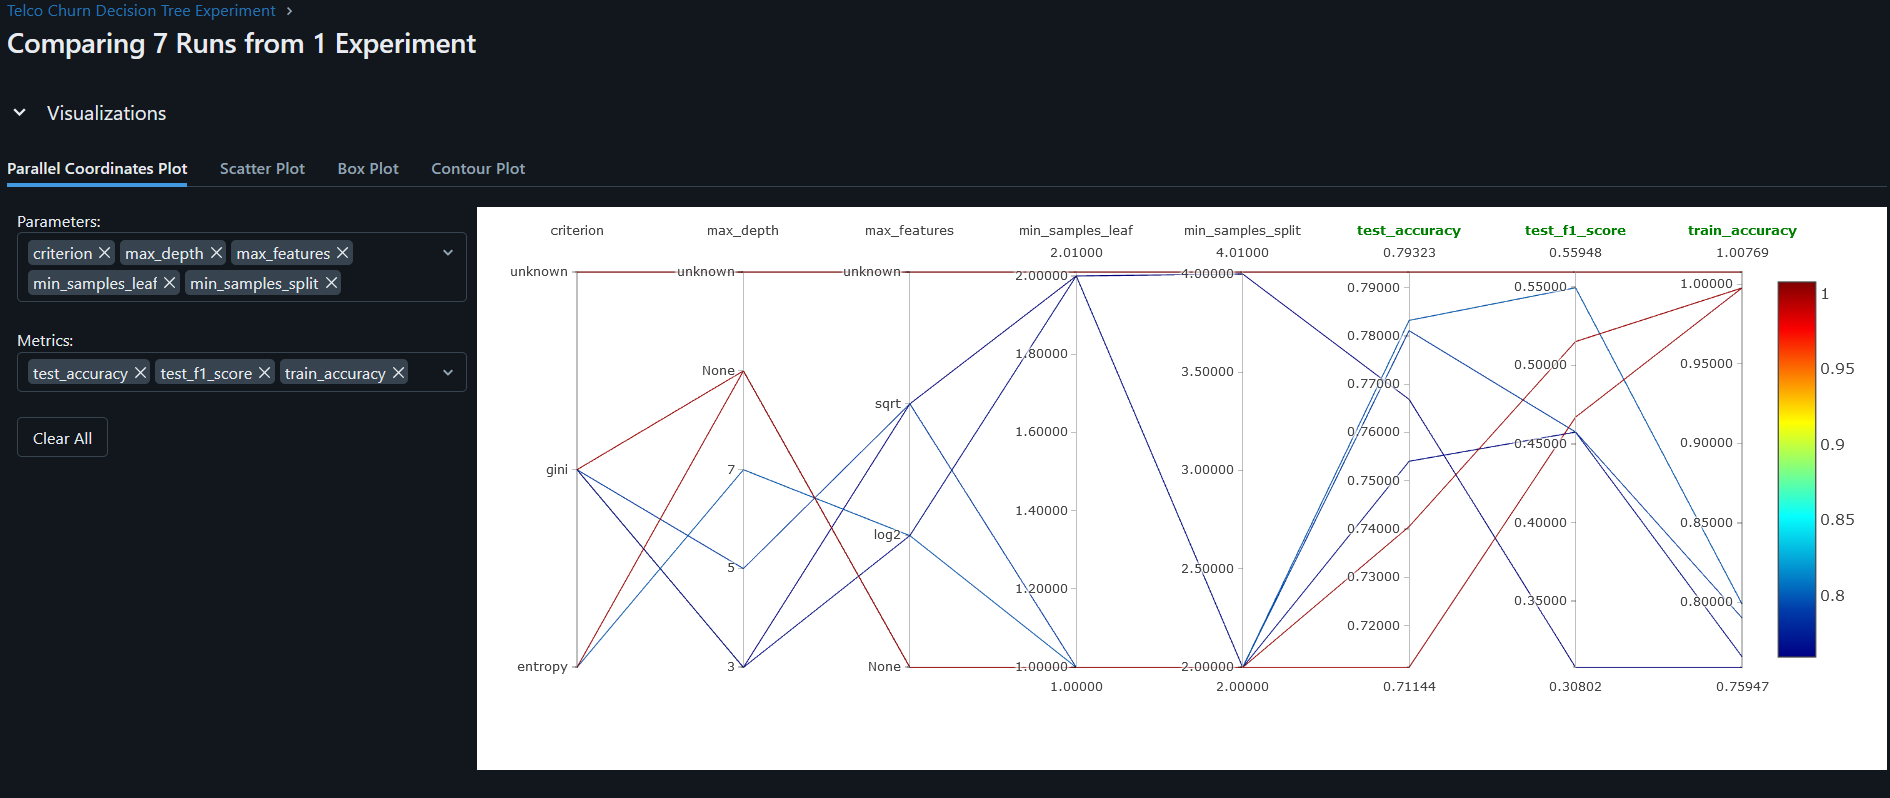 Telco Churn Decision Tree Experiment
Comparing 7 Runs from 1 Experiment
Visualizations
Parallel Coordinates Plot Scatter Plot Box Plot Contour Plot
Parameters:
criterion max_depth max_features
min_samples_leaf min_samples_split
Metrics:
test_accuracy test_f1_score train_accuracy
Clear All
criterion max_depth max_features min_samples_leaf min_samples_split test_accuracy test_f1_score train_accuracy
2.01000 4.01000 0.79323 0.55948 1.00769
unknown
gini
entropy
unknown
None
7
5
3
unknown
sqrt
log2
None
2.00000
1.80000
1.60000
1.40000
1.20000
1.00000
4.00000
3.50000
3.00000
2.50000
2.00000
0.79000
0.78000
0.77000
0.76000
0.75000
0.74000
0.73000
0.72000
0.55000
0.50000
0.45000
0.40000
0.35000
1.00000
0.95000
0.90000
0.85000
0.80000
1.00000 2.00000 0.71144 0.30802 0.75947
1
0.95
0.9
0.85
0.8